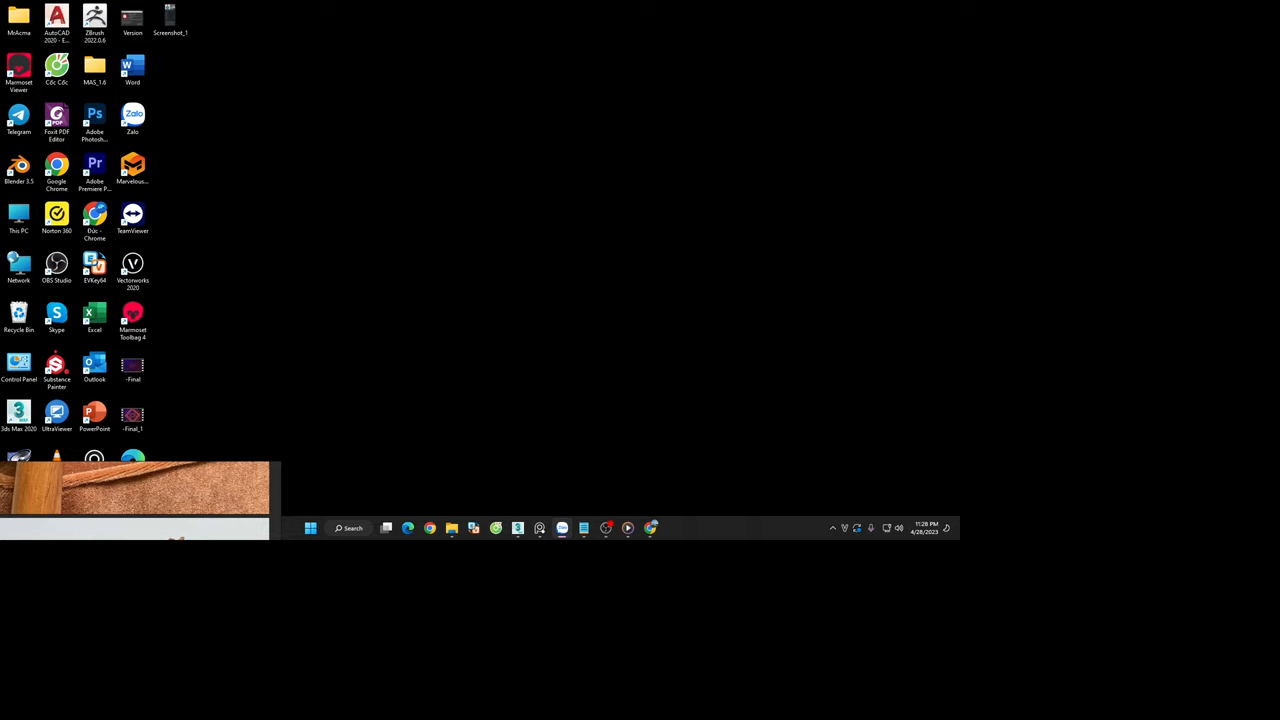 MrAcma
AutoCAD
2020 - E...
ZBrush
2022.0.6
Version
Screenshot_1
Marmoset
Viewer
Cốc Cốc
MAS_1.6
Word
Telegram
Foxit PDF
Editor
Adobe
Photosh...
Zalo
Blender 3.5
Google
Chrome
Adobe
Premiere P...
Marvelous...
This PC
Norton 360
Đức -
Chrome
TeamViewer
Network
OBS Studio
EVKey64
Vectorworks
2020
Recycle Bin
Skype
Excel
Marmoset
Toolbag 4
Control Panel
Substance
Painter
Outlook
-Final
3ds Max 2020
UltraViewer
PowerPoint
-Final_1
Search
11:28 PM
4/28/2023